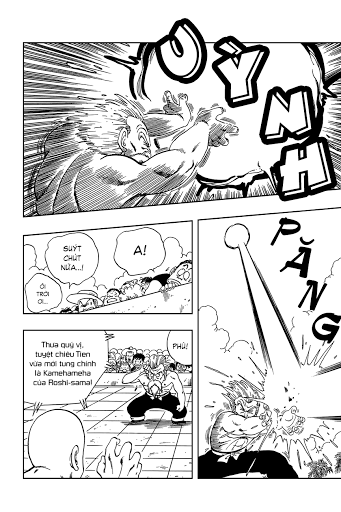 UỲNH
PĂNG
A!
SUÝT
CHÚT
NỮA...!
ÔI
TRỜI
ƠI...
PHÙ!
Thưa quý vị,
tuyệt chiêu Tien
vừa mới tung chính
là Kamehameha
của Roshi-sama!